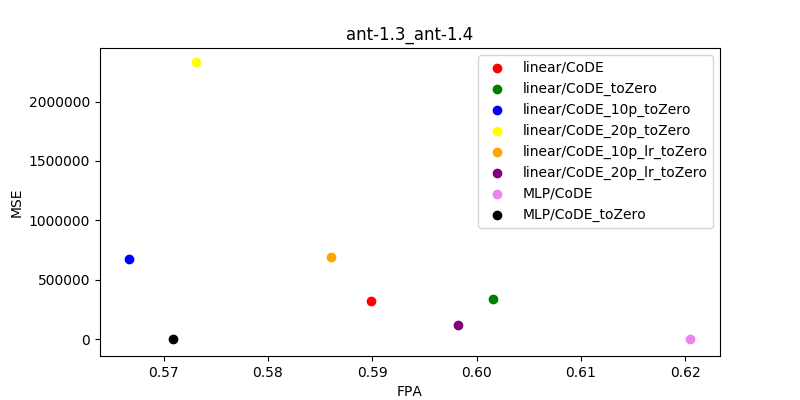 ant-1.3_ant-1.4
linear/CoDE
linear/CoDE_toZero
linear/CoDE_10p_toZero
linear/CoDE_20p_toZero
linear/CoDE_10p_lr_toZero
linear/CoDE_20p_lr_toZero
MLP/CoDE
MLP/CoDE_toZero
MSE
2000000
1500000
1000000
500000
0
0.57 0.58 0.59 0.60 0.61 0.62
FPA